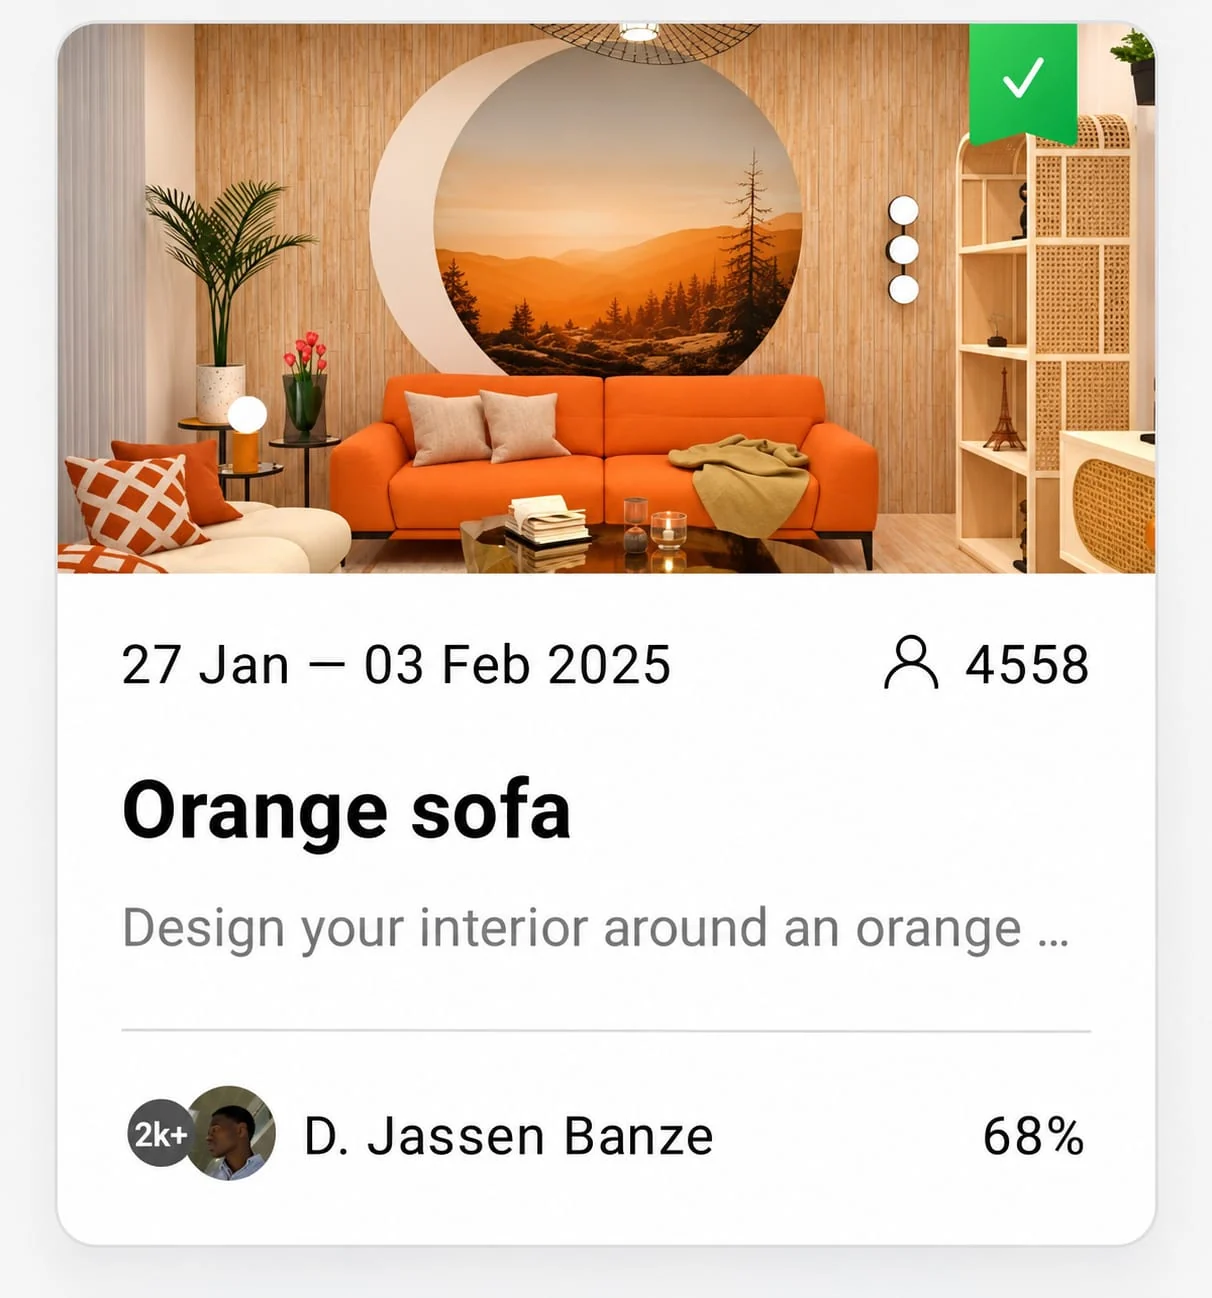 27 Jan — 03 Feb 2025
4558
Orange sofa
Design your interior around an orange ...
2k+
D. Jassen Banze
68%